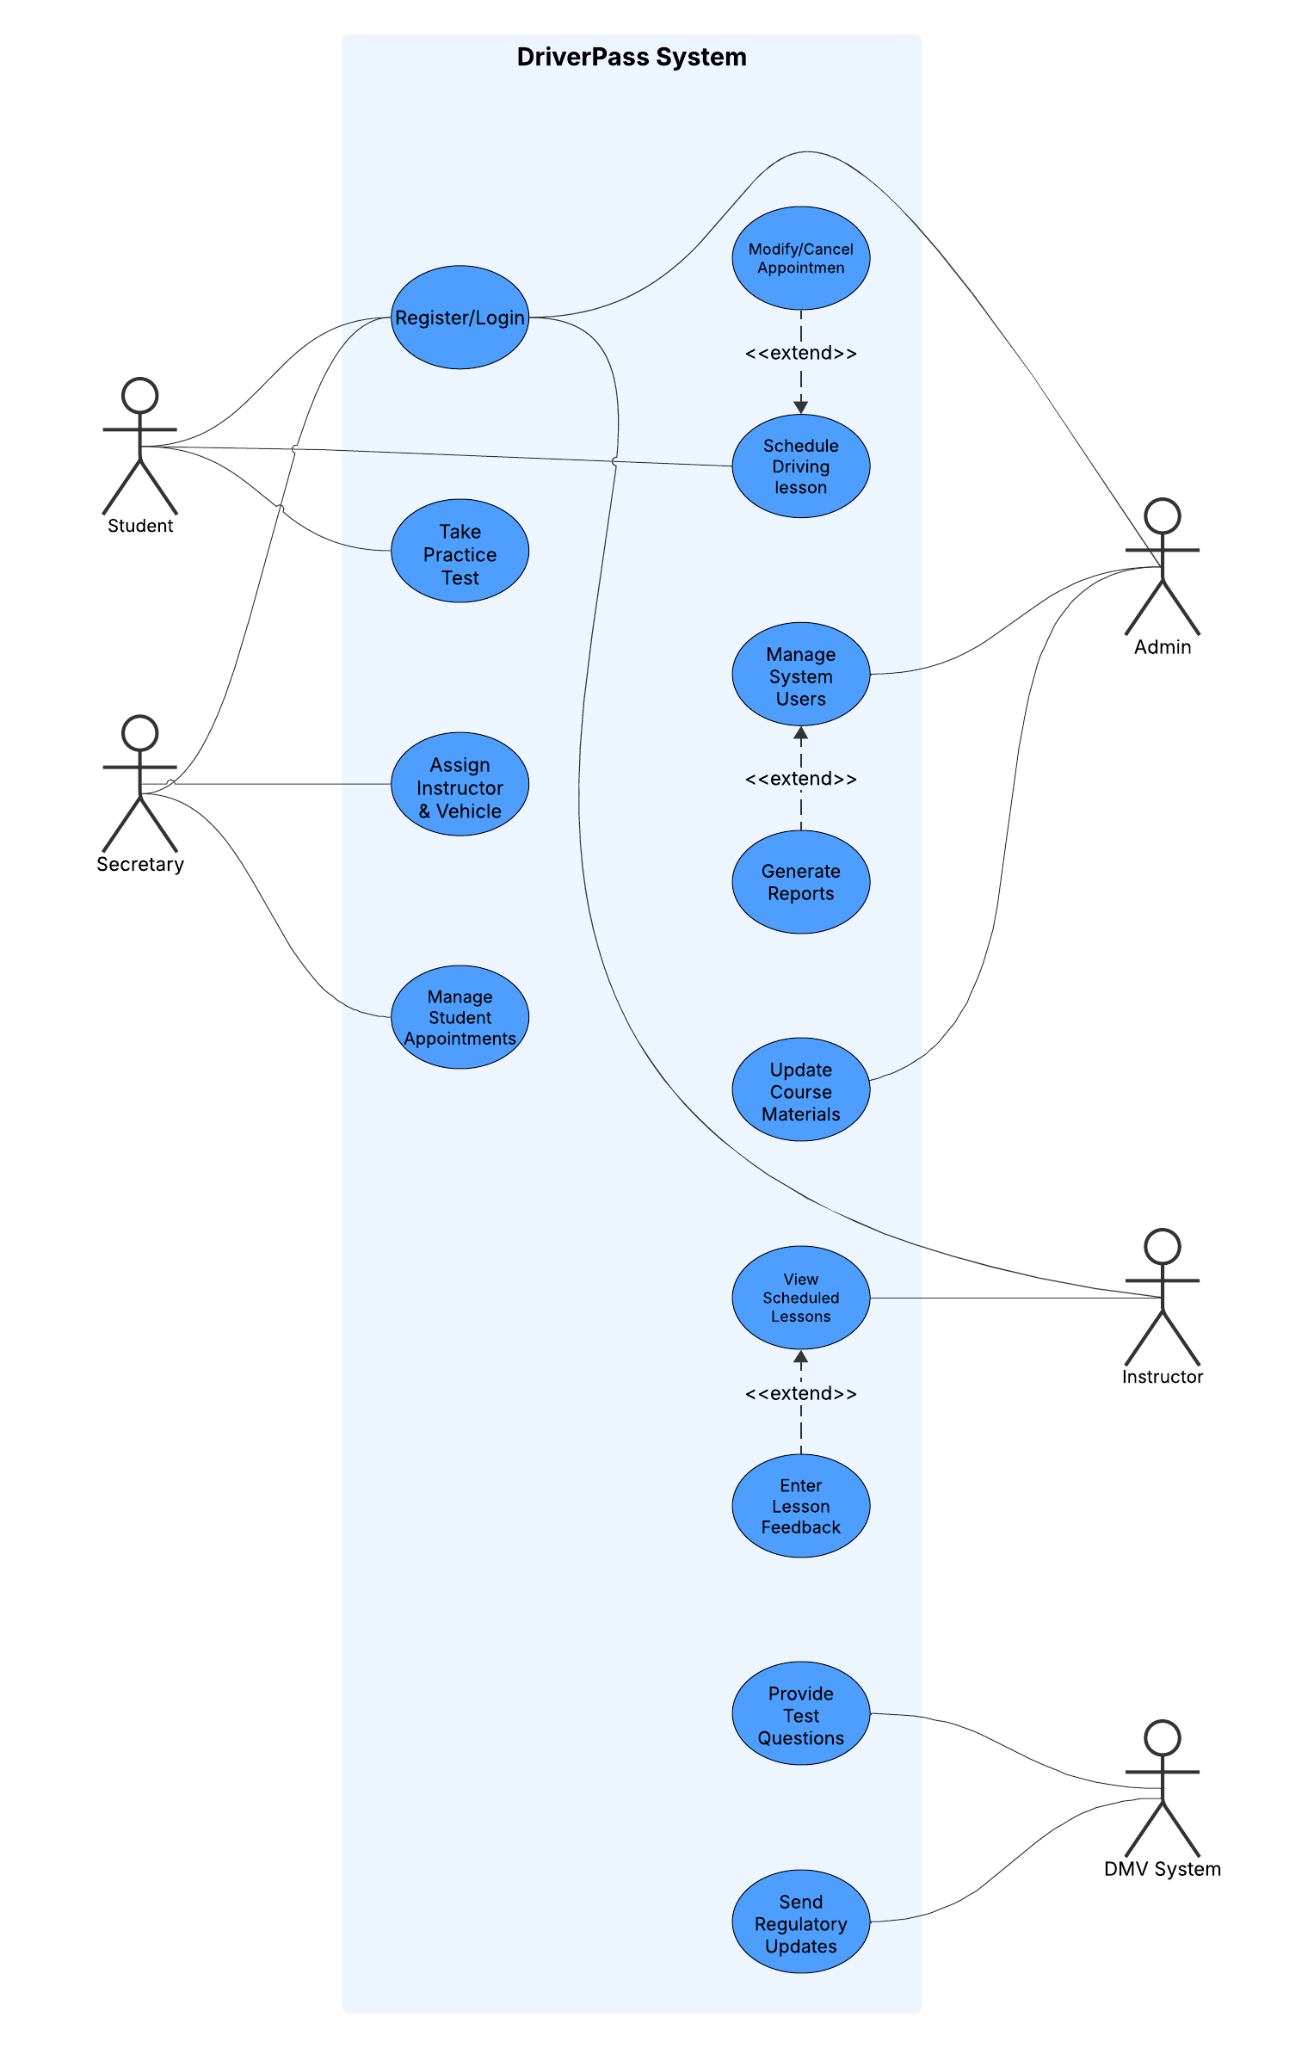 DriverPass System
Modify/Cancel
Appointmen
Register/Login
<<extend>>
Schedule
Driving
lesson
Student
Take
Practice
Test
Admin
Manage
System
Users
<<extend>>
Assign
Instructor
& Vehicle
Secretary
Generate
Reports
Manage
Student
Appointments
Update
Course
Materials
View
Scheduled
Lessons
Instructor
<<extend>>
Enter
Lesson
Feedback
Provide
Test
Questions
DMV System
Send
Regulatory
Updates